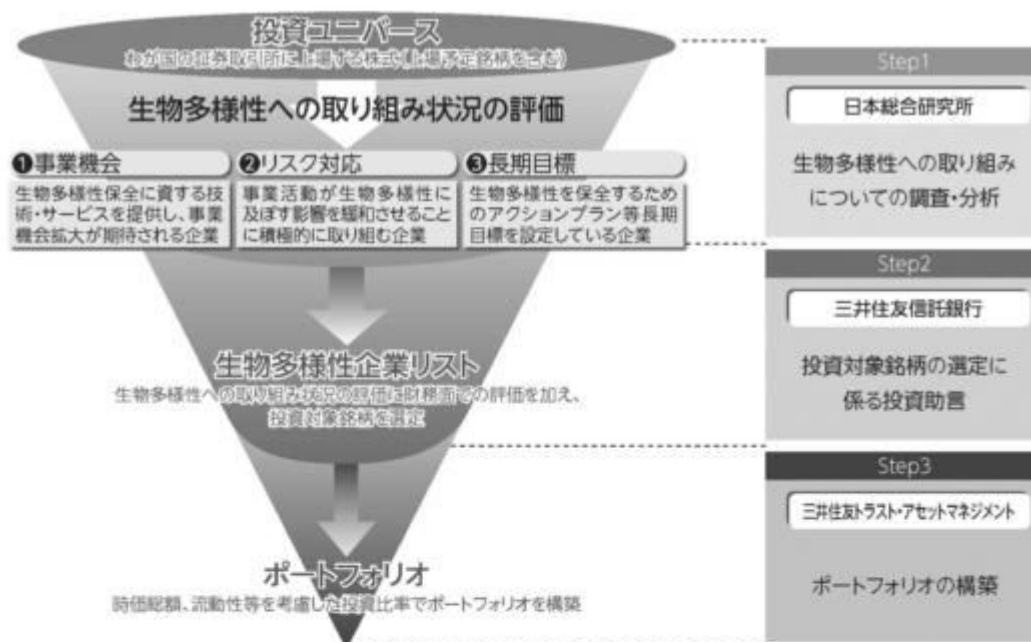 投資ユニバース
わが国の証券取引所に上場する株式(上場予定銘柄を含む)
生物多様性への取り組み状況の評価
❶事業機会
生物多様性保全に資する技
術・サービスを提供し、事業
機会拡大が期待される企業
❷リスク対応
事業活動が生物多様性に
及ぼす影響を緩和させること
に積極的に取り組む企業
❸長期目標
生物多様性を保全するため
のアクションプラン等長期
目標を設定している企業
生物多様性企業リスト
生物多様性への取り組み状況の評価に財務面での評価を加え、
投資対象銘柄を選定
ポートフォリオ
時価総額、流動性等を考慮した投資比率でポートフォリオを構築
Step1
日本総合研究所
生物多様性への取り組み
についての調査・分析
Step2
三井住友信託銀行
投資対象銘柄の選定に
係る投資助言
Step3
三井住友トラスト・アセットマネジメント
ポートフォリオの構築